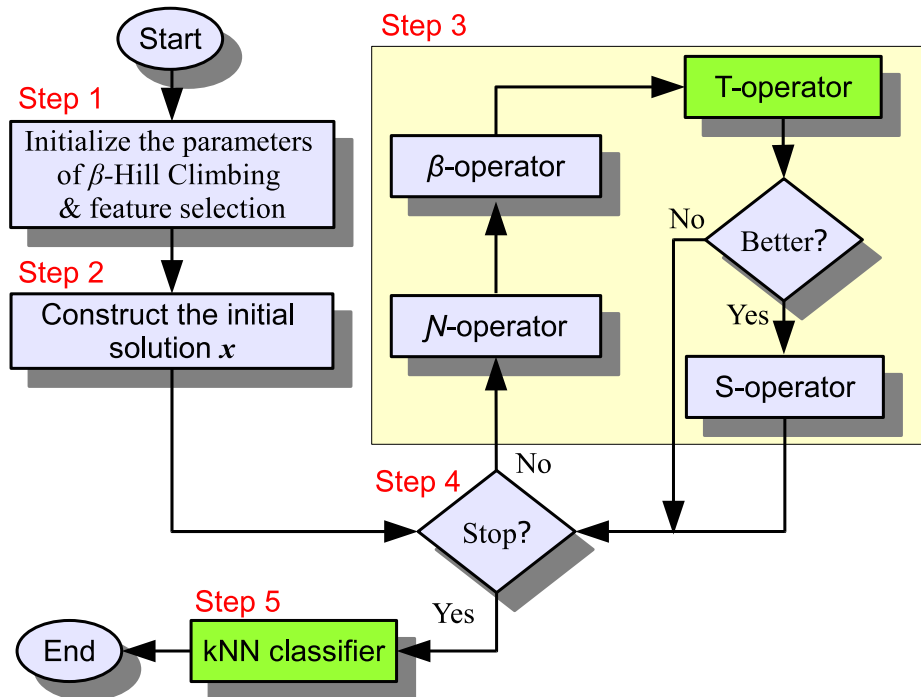 Start
Step 1
Initialize the parameters
of β-Hill Climbing
& feature selection
Step 2
Construct the initial
solution x
Step 3
T-operator
β-operator
No
Better?
Yes
N-operator
S-operator
No
Step 4
Stop?
Yes
Step 5
kNN classifier
End